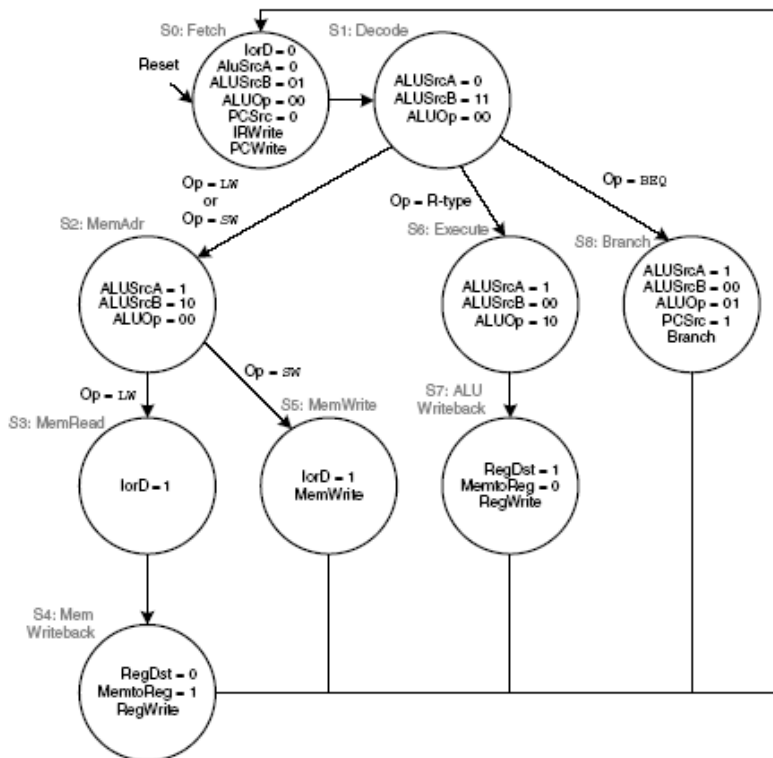 S0: Fetch
S1: Decode
Reset
IorD = 0
AluSrcA = 0
ALUSrcB = 01
ALUOp = 00
PCSrc = 0
IRWrite
PCWrite
ALUSrcA = 0
ALUSrcB = 11
ALUOp = 00
Op = LW
or
Op = SW
Op = R-type
Op = BEQ
S2: MemAdr
S6: Execute
S8: Branch
ALUSrcA = 1
ALUSrcB = 10
ALUOp = 00
ALUSrcA = 1
ALUSrcB = 00
ALUOp = 10
ALUSrcA = 1
ALUSrcB = 00
ALUOp = 01
PCSrc = 1
Branch
Op = LW
Op = SW
S3: MemRead
S5: MemWrite
S7: ALU
Writeback
IorD = 1
IorD = 1
MemWrite
RegDst = 1
MemtoReg = 0
RegWrite
S4: Mem
Writeback
RegDst = 0
MemtoReg = 1
RegWrite